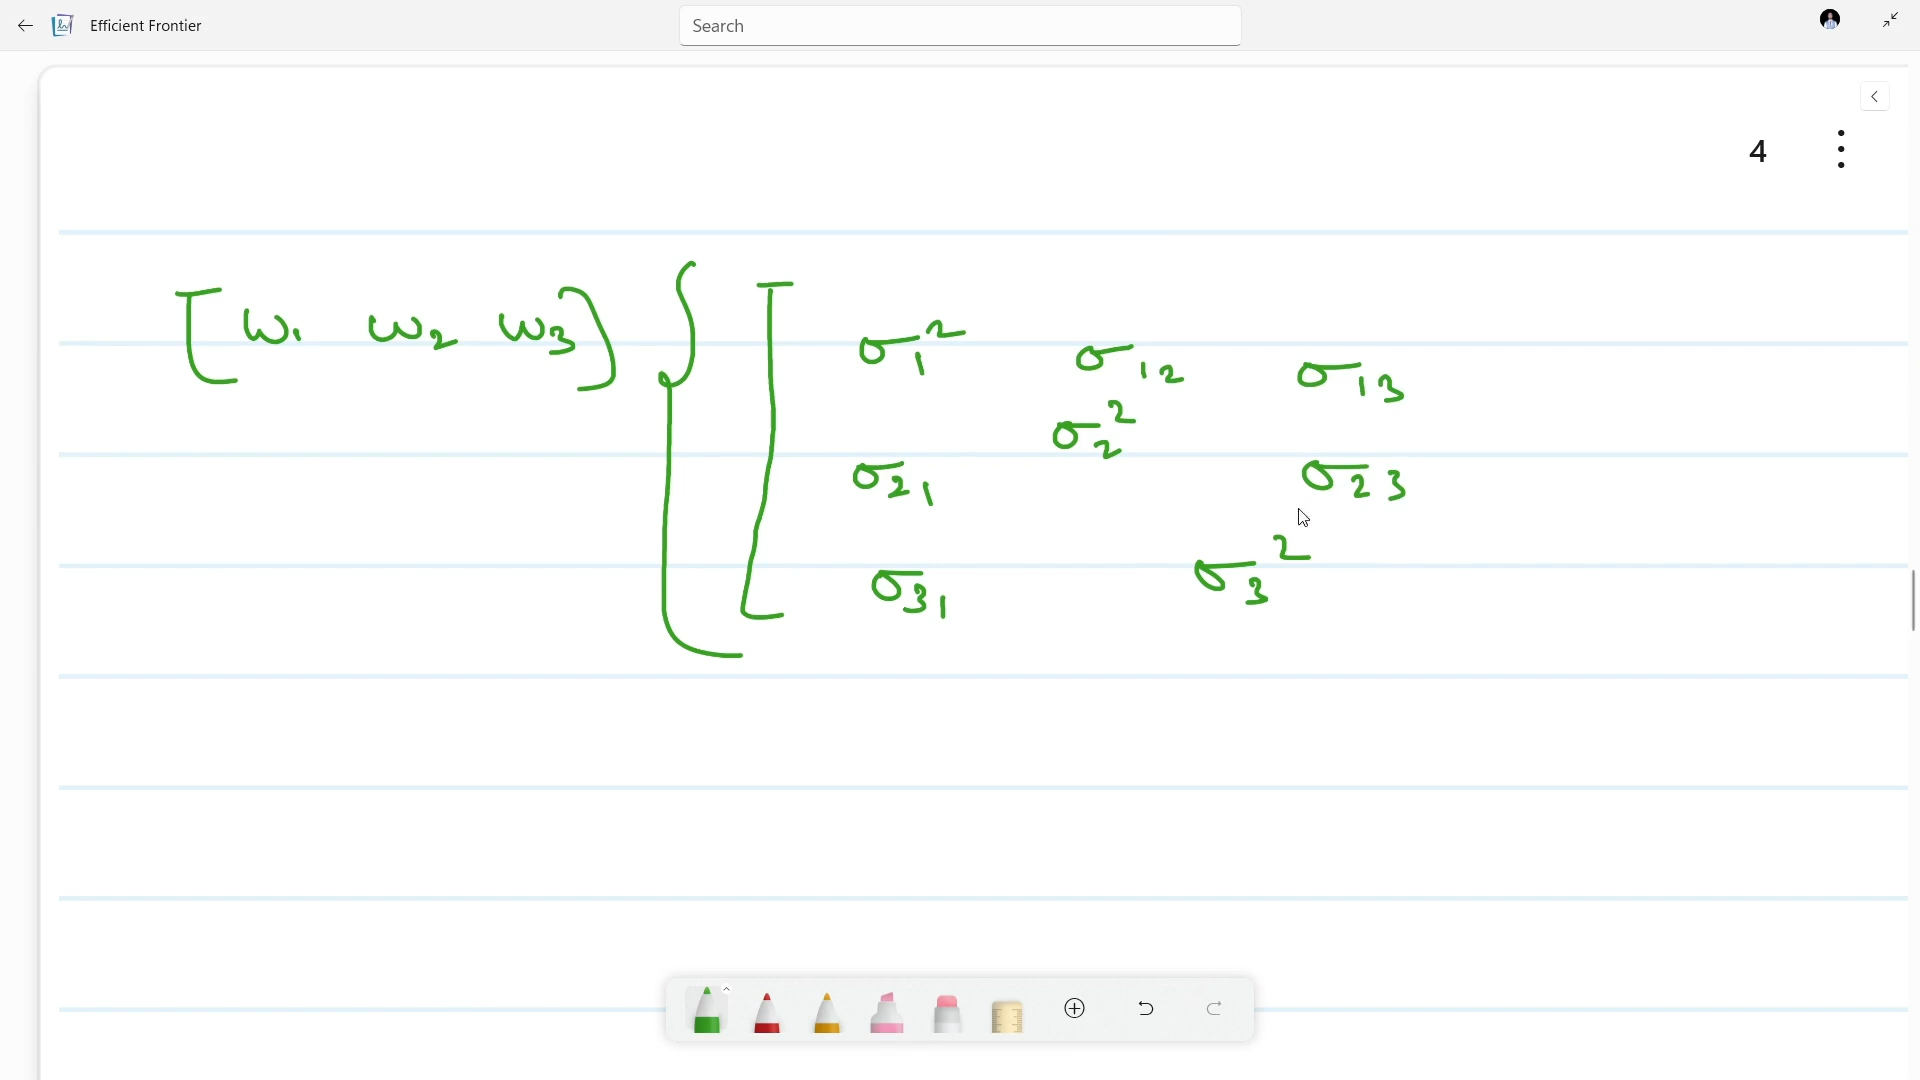 Efficient Frontier
Search
4
[w₁ w₂ w₃] { [ σ₁² σ₁₂ σ₁₃
σ₂₁ σ₂² σ₂₃
σ₃₁ σ₃²